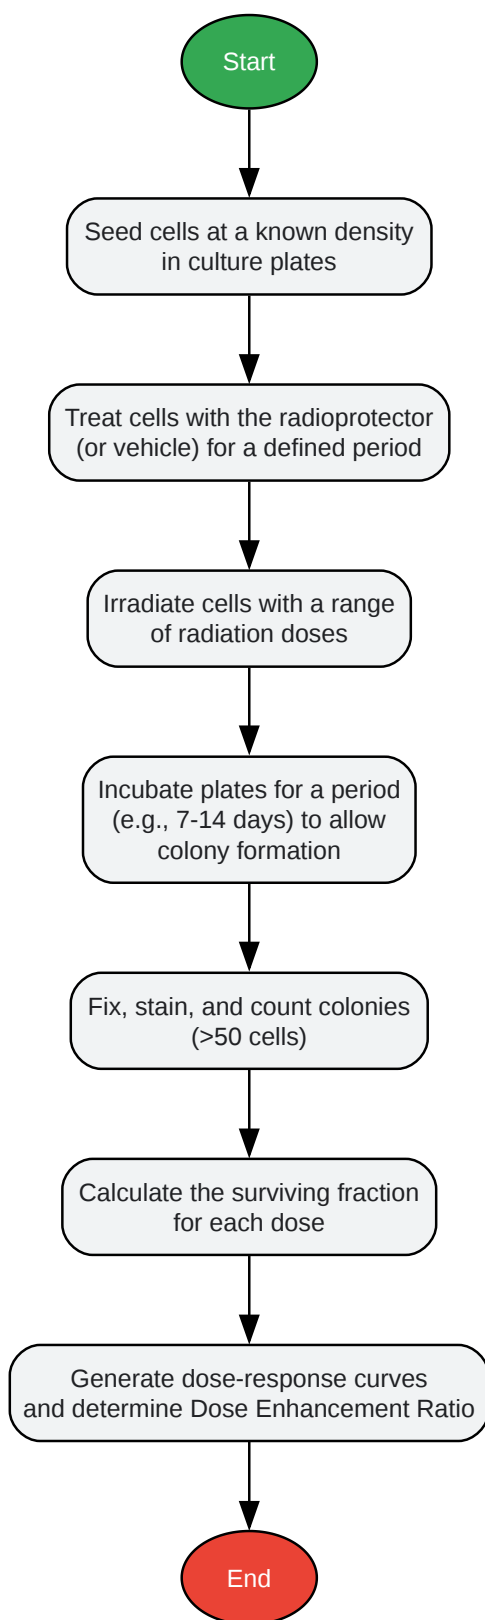 Start
Seed cells at a known density
in culture plates
Treat cells with the radioprotector
(or vehicle) for a defined period
Irradiate cells with a range
of radiation doses
Incubate plates for a period
(e.g., 7-14 days) to allow
colony formation
Fix, stain, and count colonies
(>50 cells)
Calculate the surviving fraction
for each dose
Generate dose-response curves
and determine Dose Enhancement Ratio
End